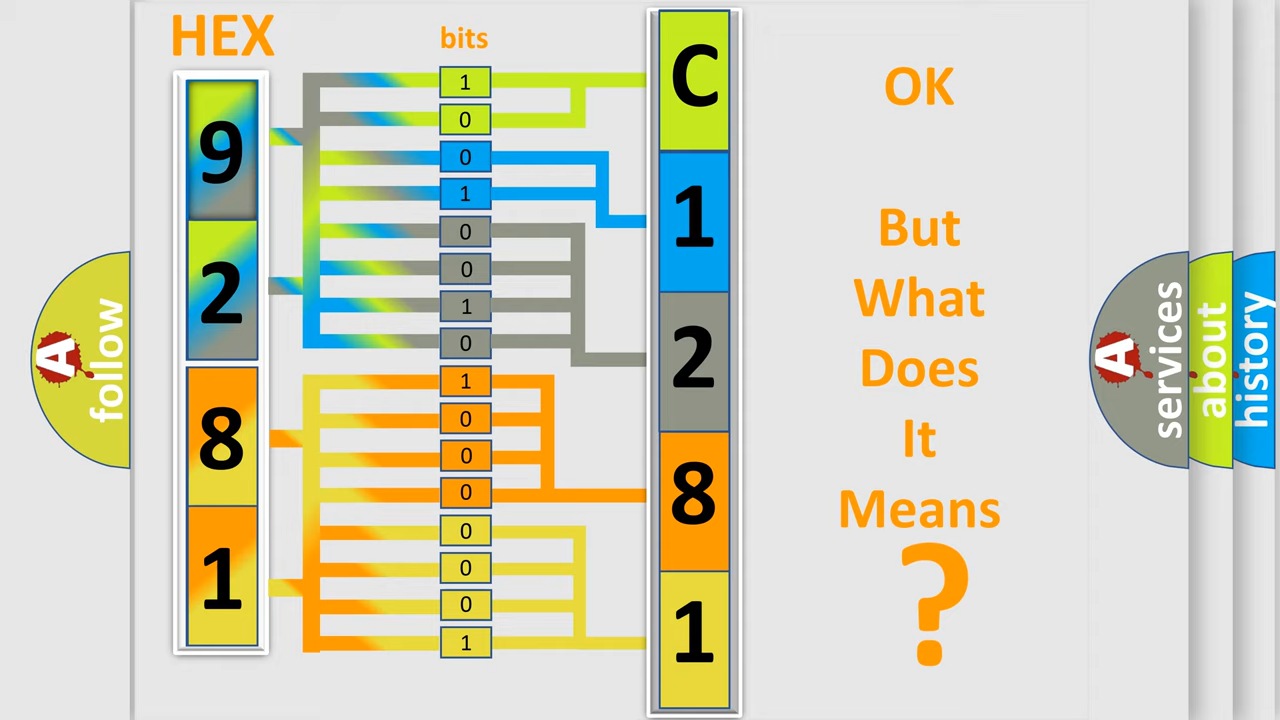 HEX
bits
9
2
8
1
1
0
0
1
0
0
1
0
1
0
0
0
0
0
0
1
C
1
2
8
1
OK
But
What
Does
It
Means
?
A
follow
A
services
about
history